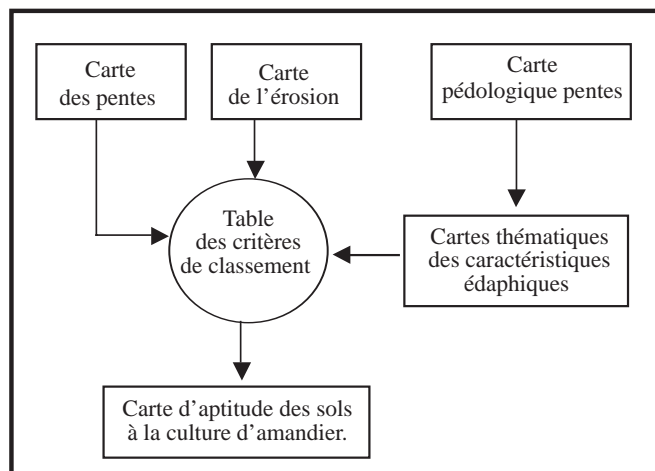 Carte
des pentes
Carte
de l'érosion
Carte
pédologique pentes
Table
des critères
de classement
Cartes thématiques
des caractéristiques
édaphiques
Carte d'aptitude des sols
à la culture d'amandier.